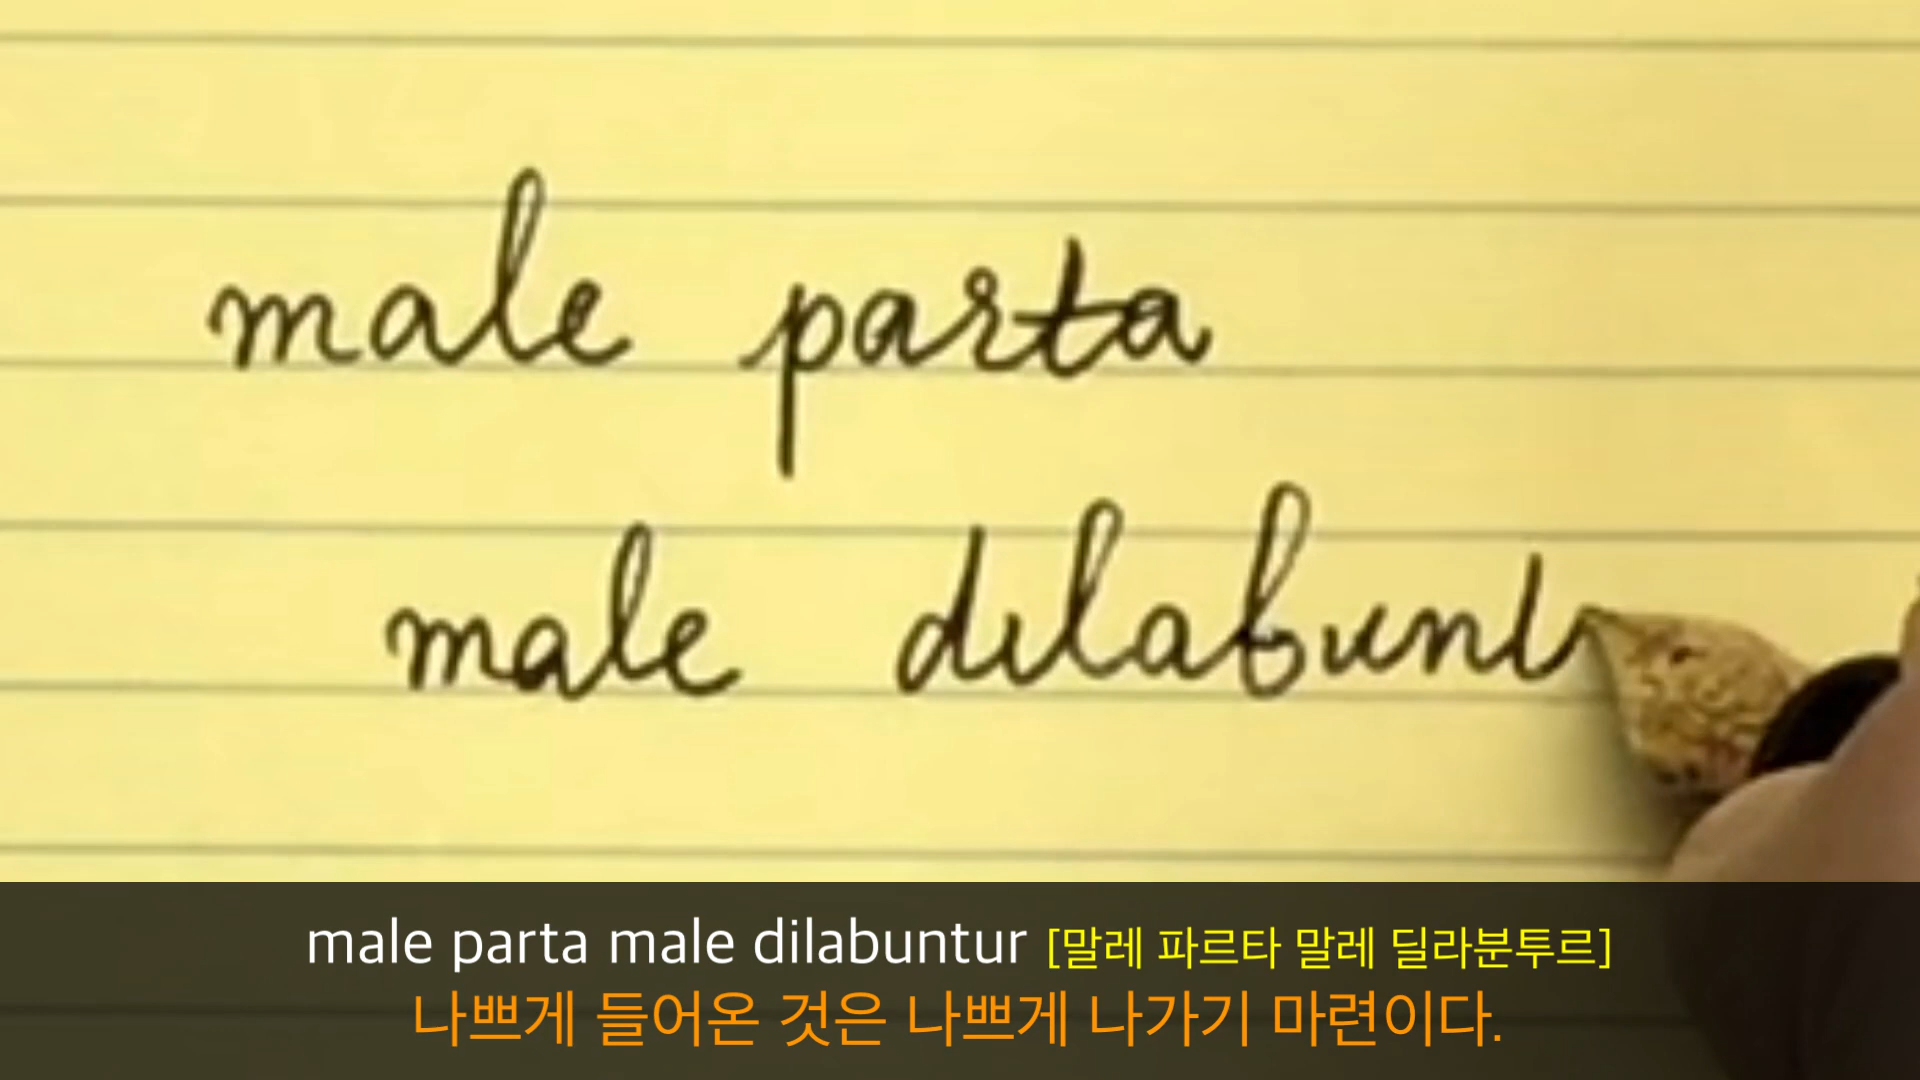 male parta
male dilabunt
male parta male dilabuntur [말레 파르타 말레 딜라분투르]
나쁘게 들어온 것은 나쁘게 나가기 마련이다.